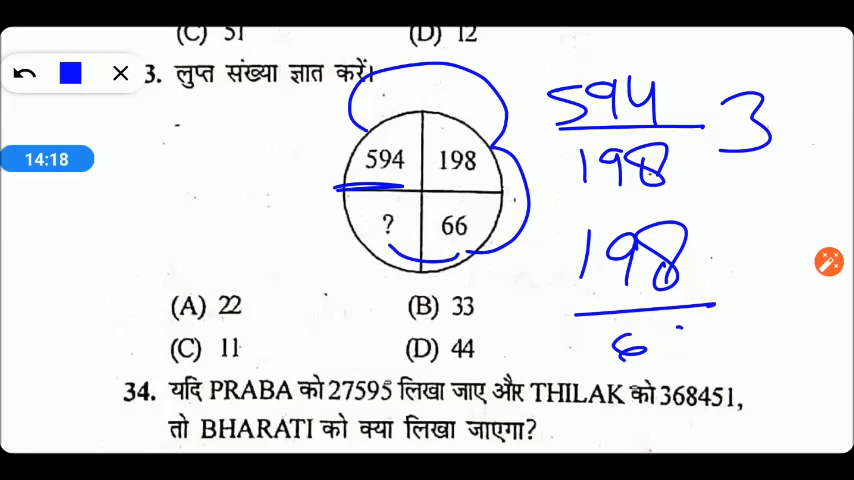 (C) 51 (D) 12
3. लुप्त संख्या ज्ञात करें।
594 198
? 66
(A) 22 (B) 33
(C) 11 (D) 44
34. यदि PRABA को 27595 लिखा जाए और THILAK को 368451,
तो BHARATI को क्या लिखा जाएगा?
14:18
594
198
3
198
6